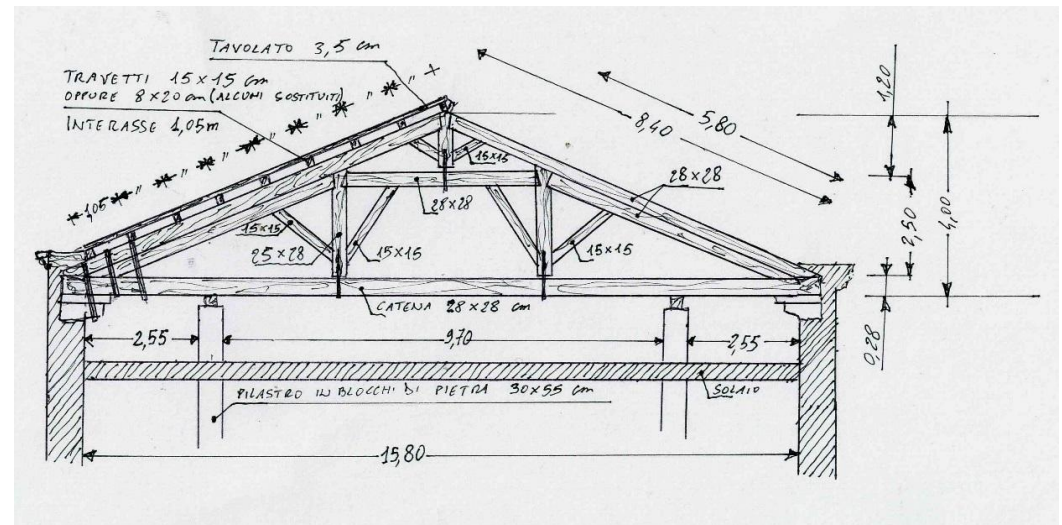 TAVOLATO 3,5 cm
TRAVETTI 15x15 cm
OPPURE 8x20 cm (ALCUNI SOSTITUITI)
INTERASSE 1,05m
1,05
"
"
"
"
"
"
"
8,40
5,80
1,20
15x15
28x28
28x28
2,50
4,00
15x15
25x28
15x15
15x15
CATENA 28x28 cm
0,28
2,55
9,70
2,55
PILASTRO IN BLOCCHI DI PIETRA 30x55 cm
SOLAIO
15,80